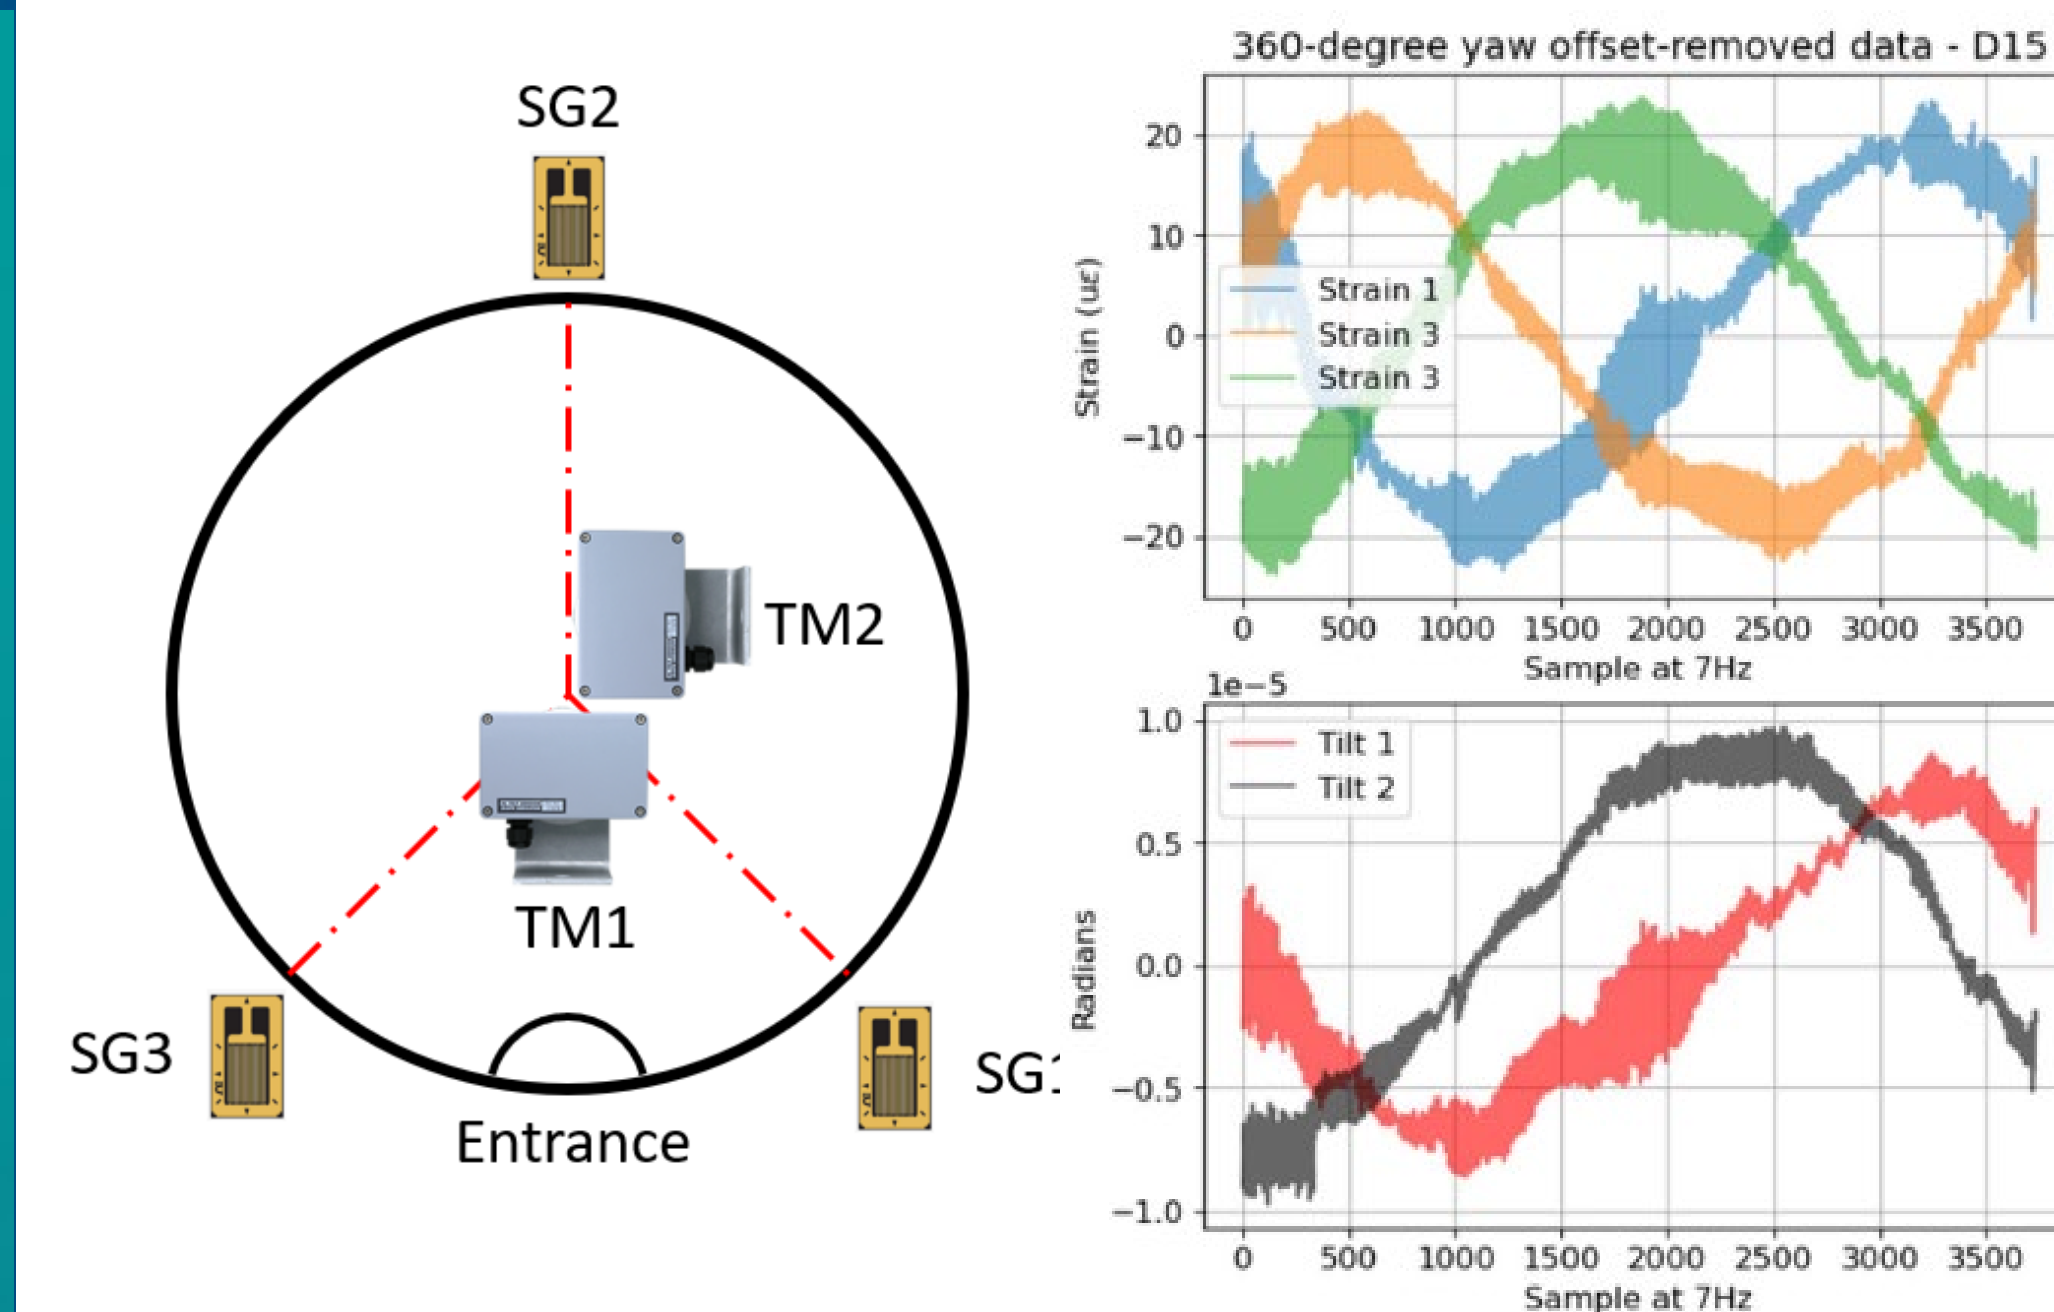 SG2
TM2
TM1
SG3
SG1
Entrance
360-degree yaw offset-removed data - D15
20
10
0
−10
−20
Strain (uε)
Strain 1
Strain 3
Strain 3
0 500 1000 1500 2000 2500 3000 3500
Sample at 7Hz
1e−5
1.0
0.5
0.0
−0.5
−1.0
Radians
Tilt 1
Tilt 2
0 500 1000 1500 2000 2500 3000 3500
Sample at 7Hz